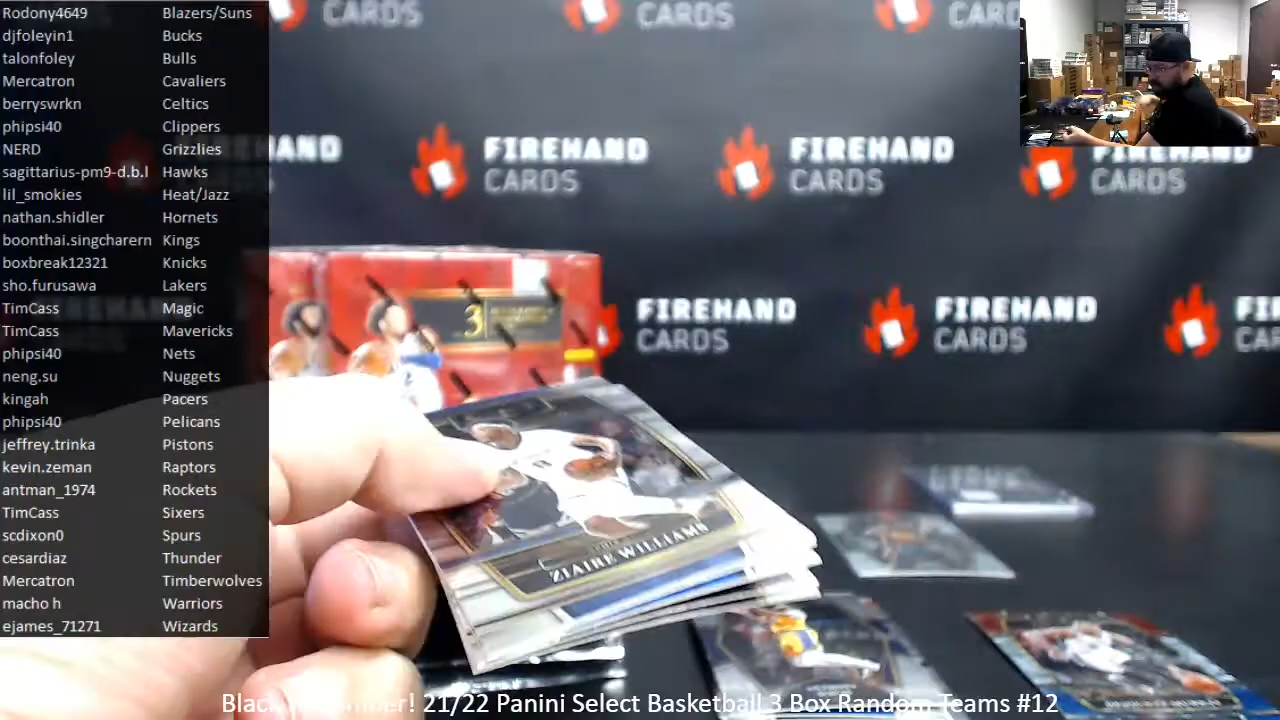 Rodony4649 Blazers/Suns
djfoleyin1 Bucks
talonfoley Bulls
Mercatron Cavaliers
berryswrkn Celtics
phipsi40 Clippers
NERD Grizzlies
sagittarius-pm9-d.b.l Hawks
lil_smokies Heat/Jazz
nathan.shidler Hornets
boonthai.singcharern Kings
boxbreak12321 Knicks
sho.furusawa Lakers
TimCass Magic
TimCass Mavericks
phipsi40 Nets
neng.su Nuggets
kingah Pacers
phipsi40 Pelicans
jeffrey.trinka Pistons
kevin.zeman Raptors
antman_1974 Rockets
TimCass Sixers
scdixon0 Spurs
cesardiaz Thunder
Mercatron Timberwolves
macho h Warriors
ejames_71271 Wizards
CARDS
CARDS
FIREHAND
CARDS
FIREHAND
CARDS
CARDS
FIREHAND
CARDS
FIREHAND
CARDS
3
ZIAIRE WILLIAMS
21/22 Panini Select Basketball 3 Box Random Teams #12